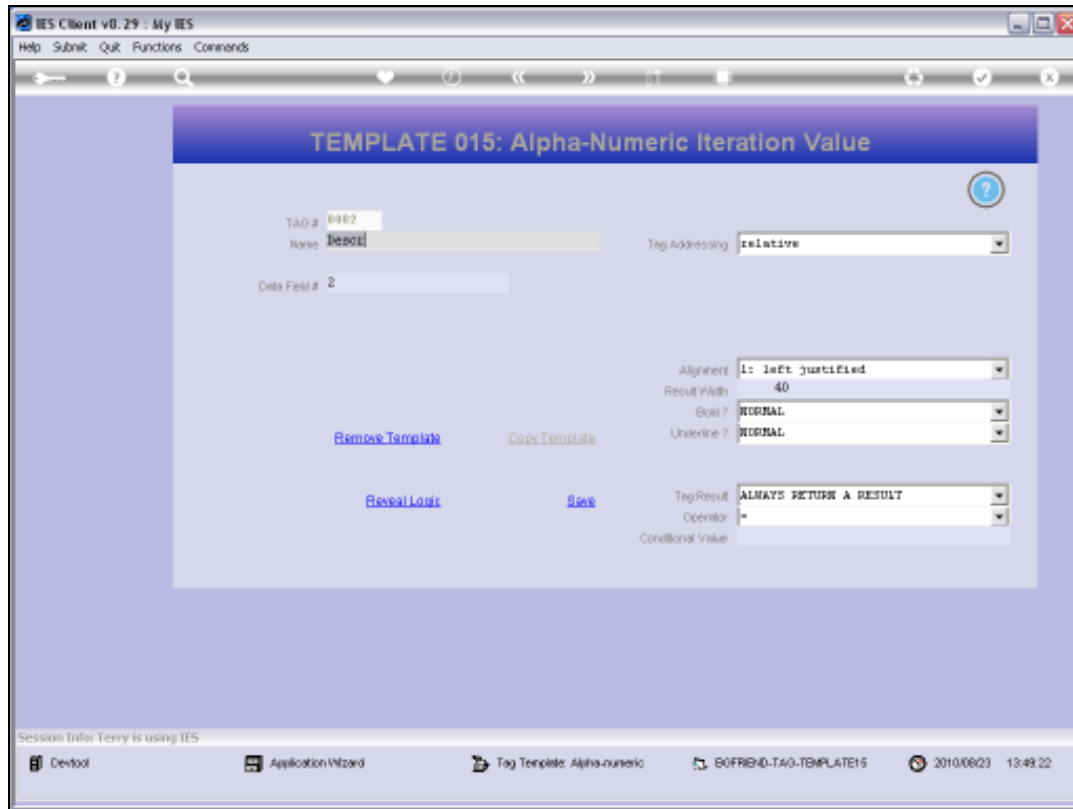 IES Client v8.29 : My IES
Help Submit Quit Functions Commands
TEMPLATE 015: Alpha-Numeric Iteration Value
TAG # 0002
Name Descr Tag Addressing relative
Data Field # 2
Alignment l: left justified
Result Width 40
Bold ? NORMAL
Remove Template Copy Template Underline ? NORMAL
Reveal Logic Save Tag Result ALWAYS RETURN A RESULT
Operator =
Conditional Value
Session Info: Terry is using IES
Devtool Application Wizard Tag Template: Alpha-numeric BGFRIEND-TAG-TEMPLATE15 2010/08/23 13:49:22